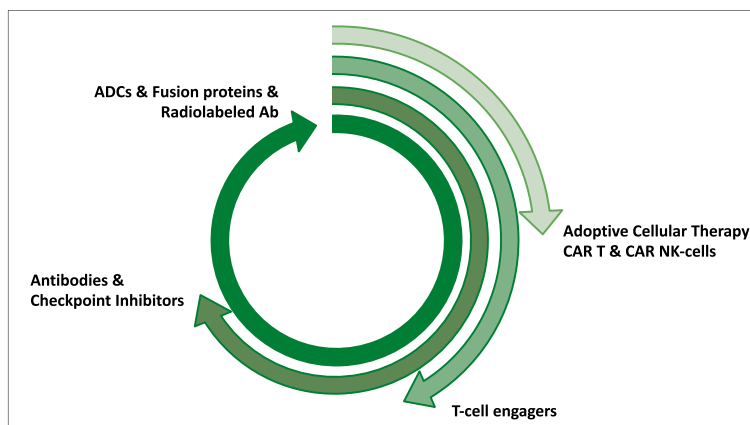 ADCs & Fusion proteins &
Radiolabeled Ab
Adoptive Cellular Therapy
CAR T & CAR NK-cells
Antibodies &
Checkpoint Inhibitors
T-cell engagers